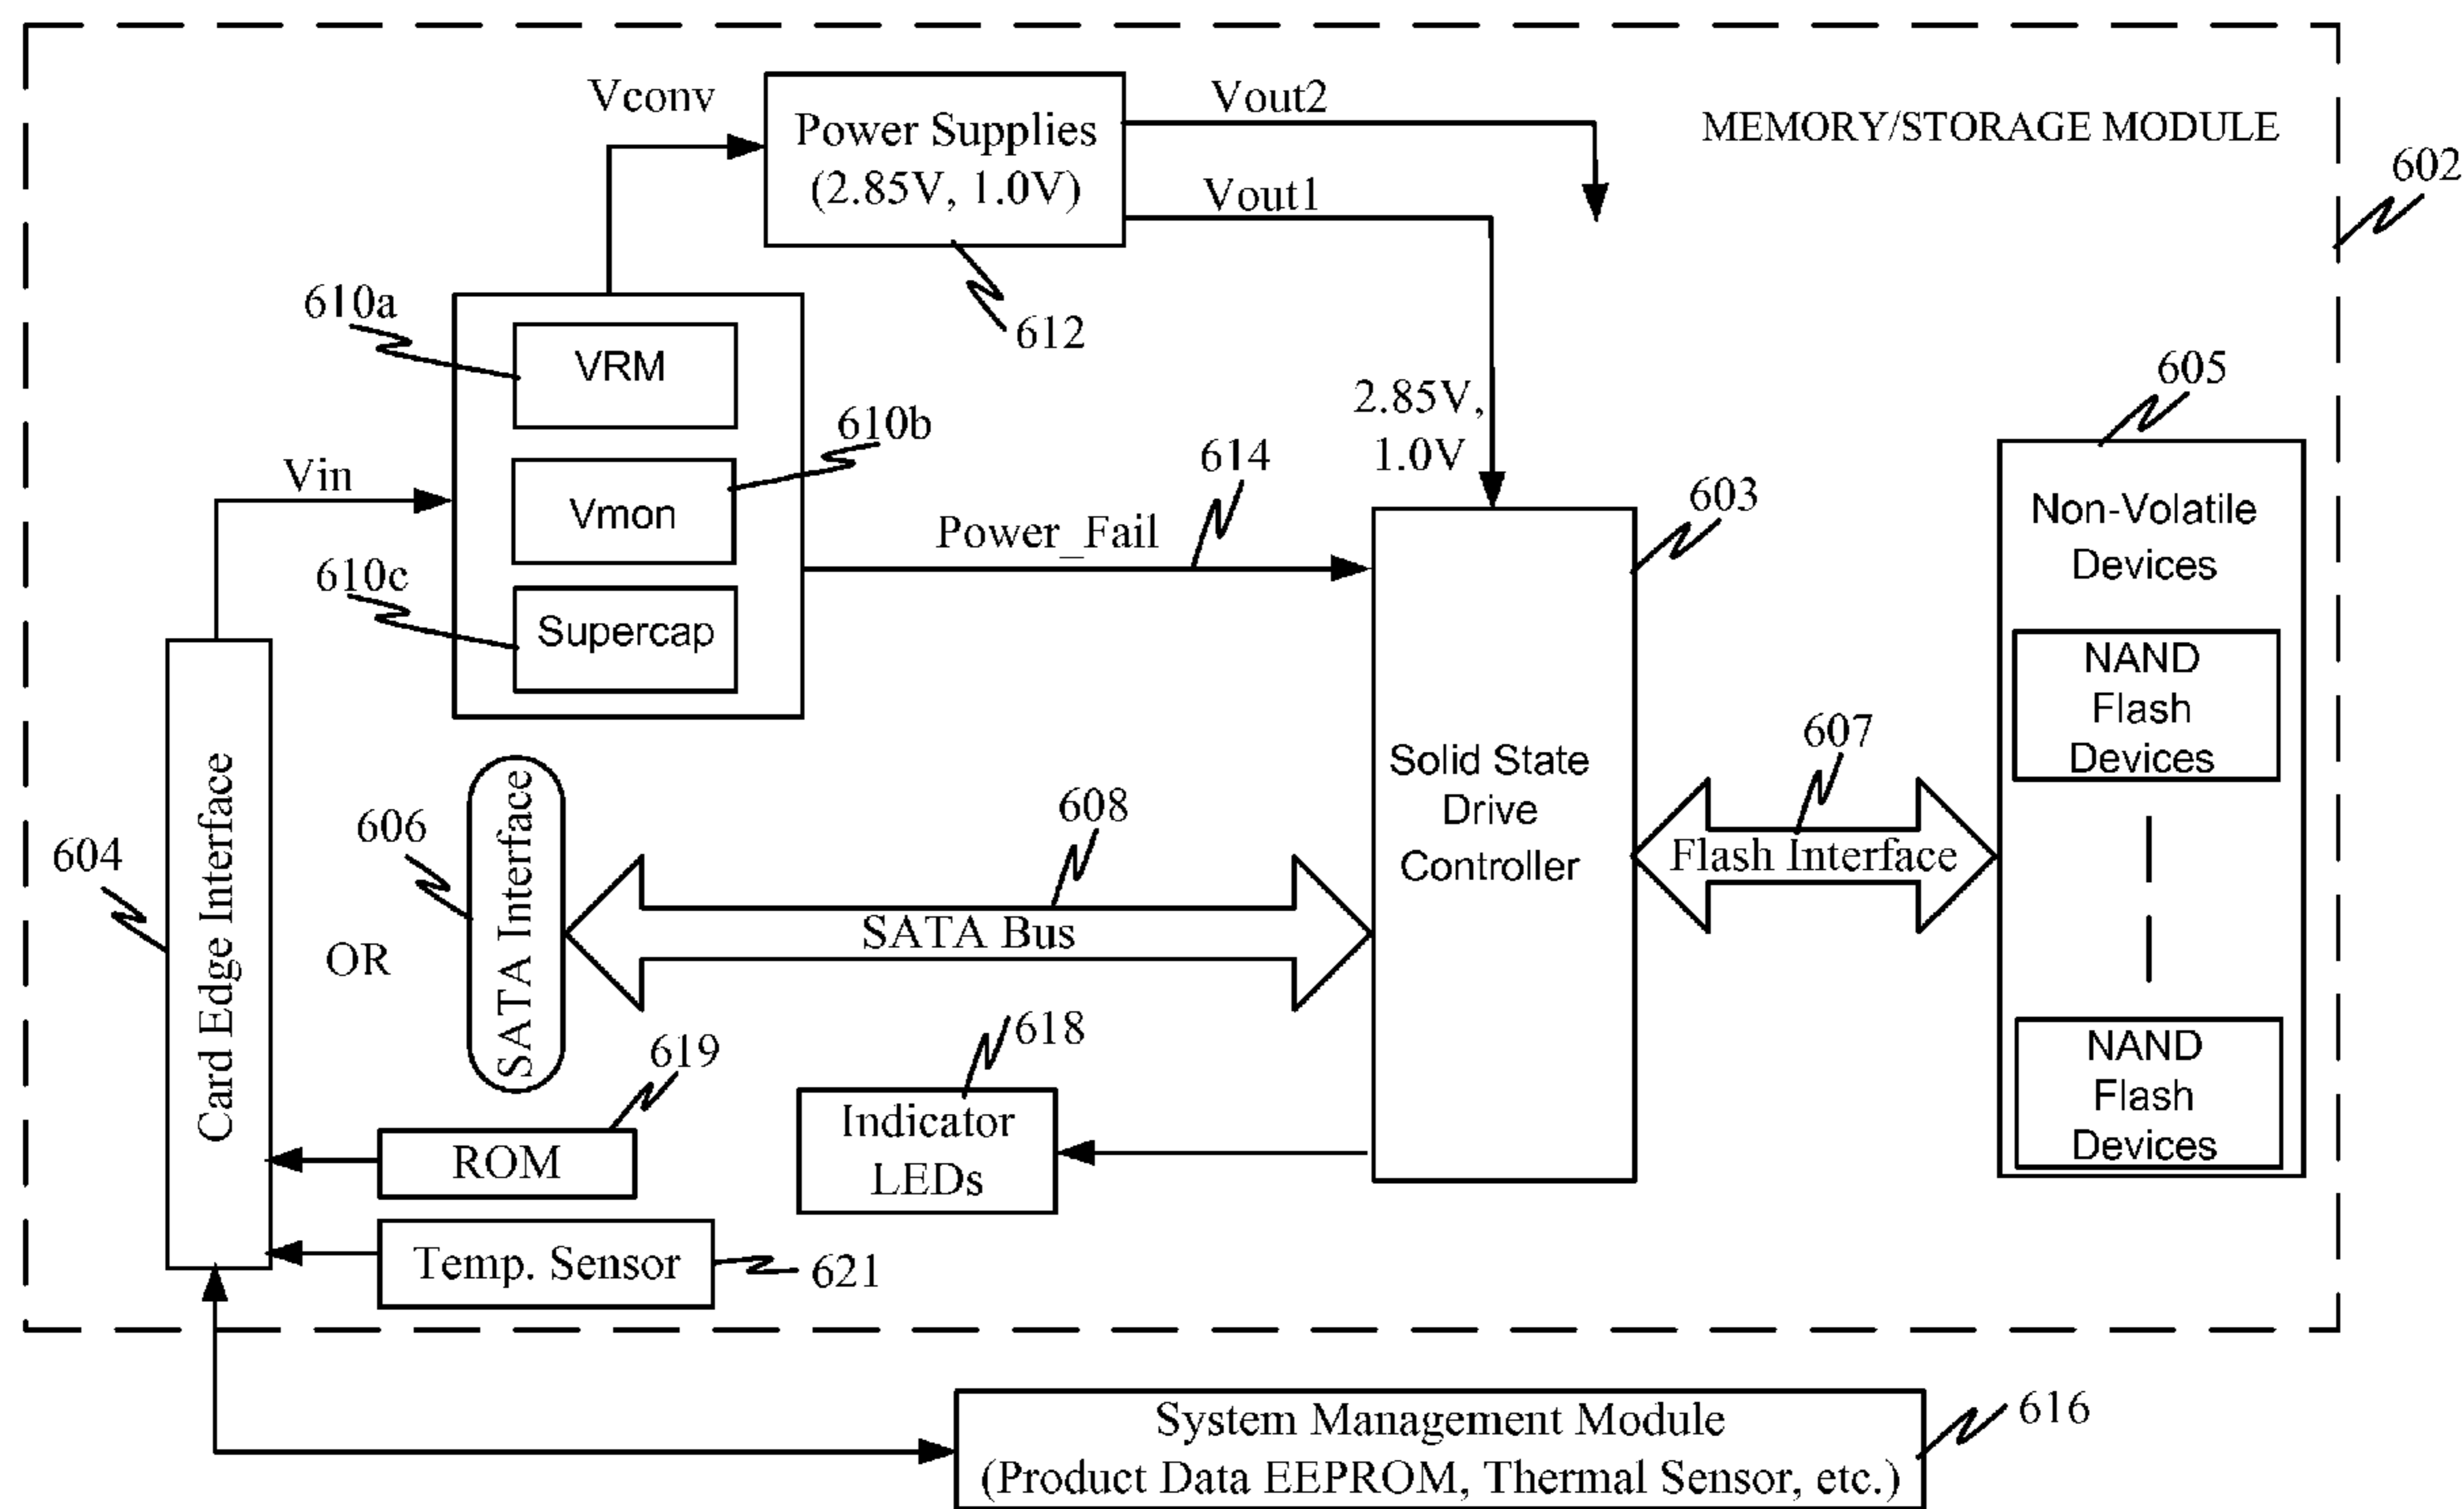 Vconv
Power Supplies
(2.85V, 1.0V)
Vout2
Vout1
MEMORY/STORAGE MODULE
602
612
610a
VRM
610b
Vmon
610c
Supercap
Vin
Power_Fail
614
2.85V,
1.0V
603
Solid State
Drive
Controller
605
Non-Volatile
Devices
NAND
Flash
Devices
NAND
Flash
Devices
607
Flash Interface
604
Card Edge Interface
OR
606
SATA Interface
608
SATA Bus
619
ROM
618
Indicator
LEDs
Temp. Sensor
621
System Management Module
(Product Data EEPROM, Thermal Sensor, etc.)
616